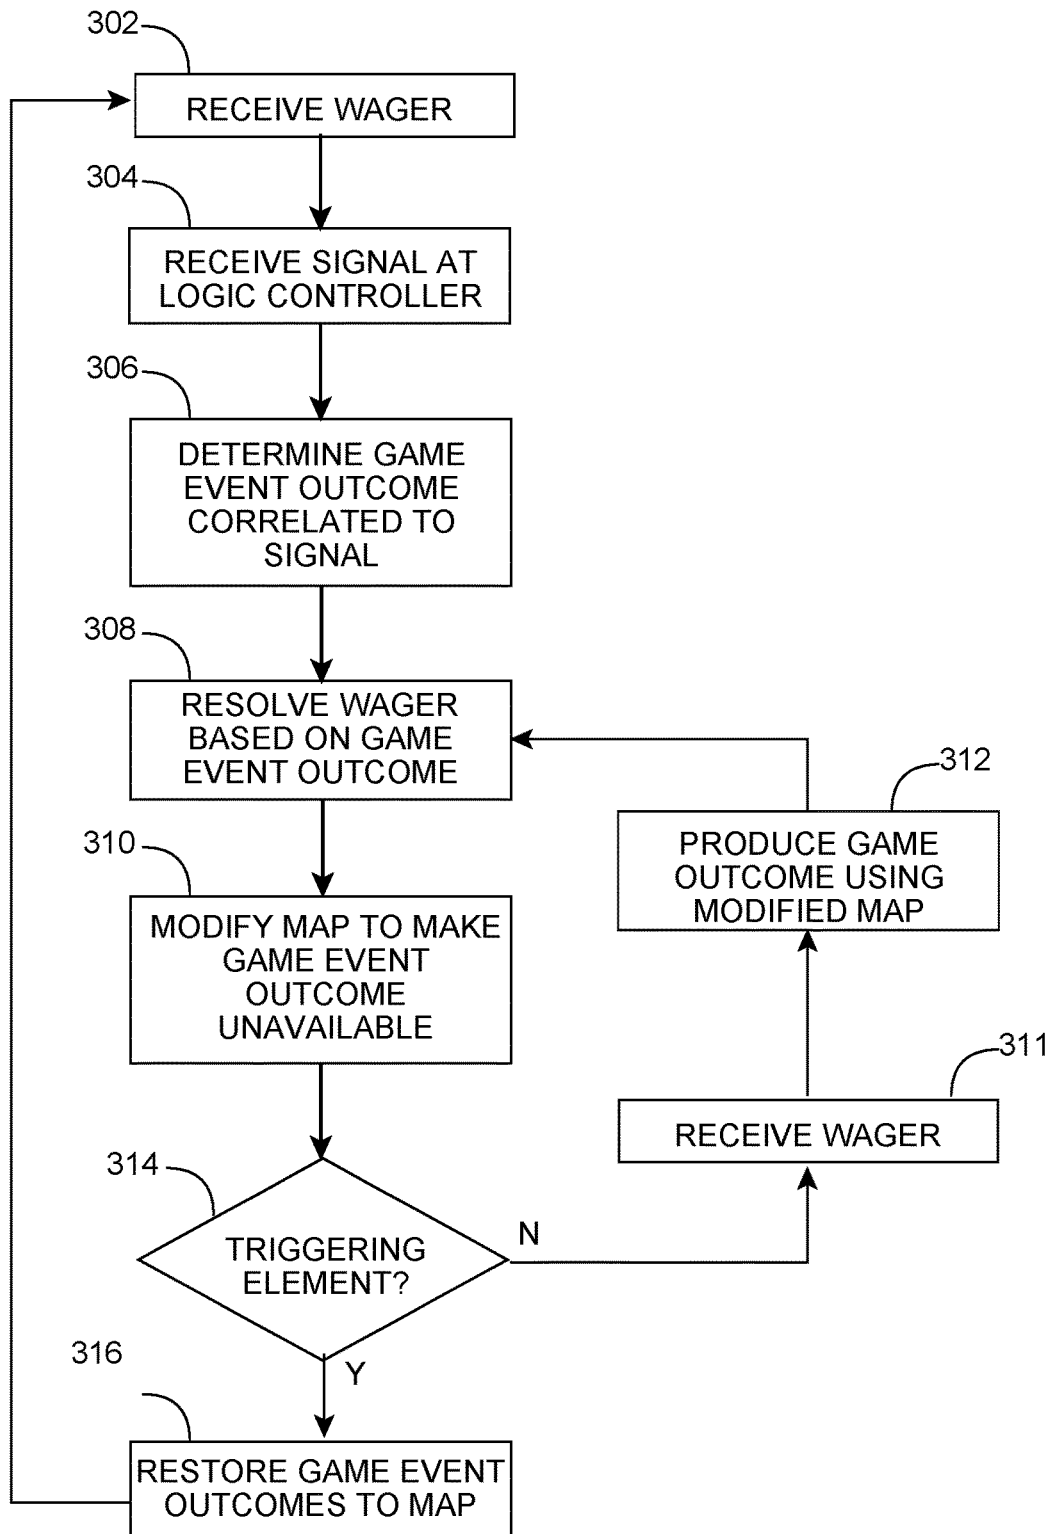 302
RECEIVE WAGER
304
RECEIVE SIGNAL AT
LOGIC CONTROLLER
306
DETERMINE GAME
EVENT OUTCOME
CORRELATED TO
SIGNAL
308
RESOLVE WAGER
BASED ON GAME
EVENT OUTCOME
312
PRODUCE GAME
OUTCOME USING
MODIFIED MAP
310
MODIFY MAP TO MAKE
GAME EVENT
OUTCOME
UNAVAILABLE
311
RECEIVE WAGER
314
TRIGGERING
ELEMENT?
N
Y
316
RESTORE GAME EVENT
OUTCOMES TO MAP